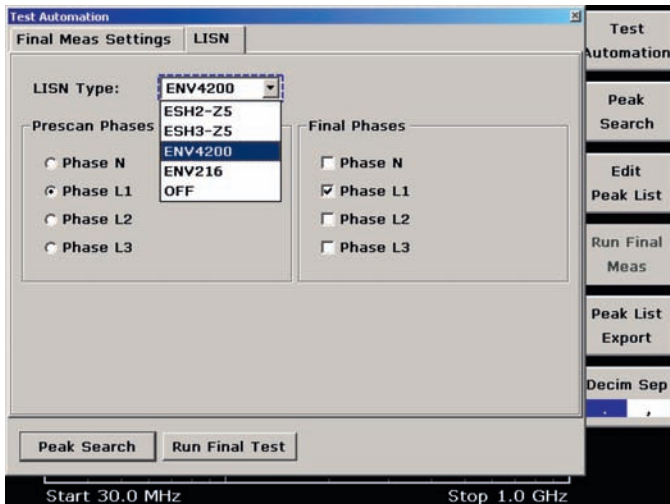 Test Automation
Final Meas Settings
LISN
LISN Type:
ENV4200
ESH2-Z5
ESH3-Z5
ENV4200
ENV216
OFF
Prescan Phases
Phase N
Phase L1
Phase L2
Phase L3
Final Phases
Phase N
Phase L1
Phase L2
Phase L3
Peak Search
Run Final Test
Start 30.0 MHz
Stop 1.0 GHz
Test
Automation
Peak
Search
Edit
Peak List
Run Final
Meas
Peak List
Export
Decim Sep
. ,